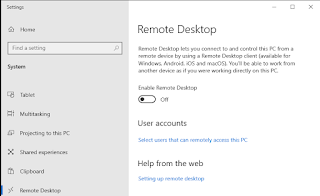 Settings
Home
Find a setting
System
Tablet
Multitasking
Projecting to this PC
Shared experiences
Clipboard
Remote Desktop
Remote Desktop
Remote Desktop lets you connect to and control this PC from a
remote device by using a Remote Desktop client (available for
Windows, Android, iOS and macOS). You'll be able to work from
another device as if you were working directly on this PC.
Enable Remote Desktop
Off
User accounts
Select users that can remotely access this PC
Help from the web
Setting up remote desktop